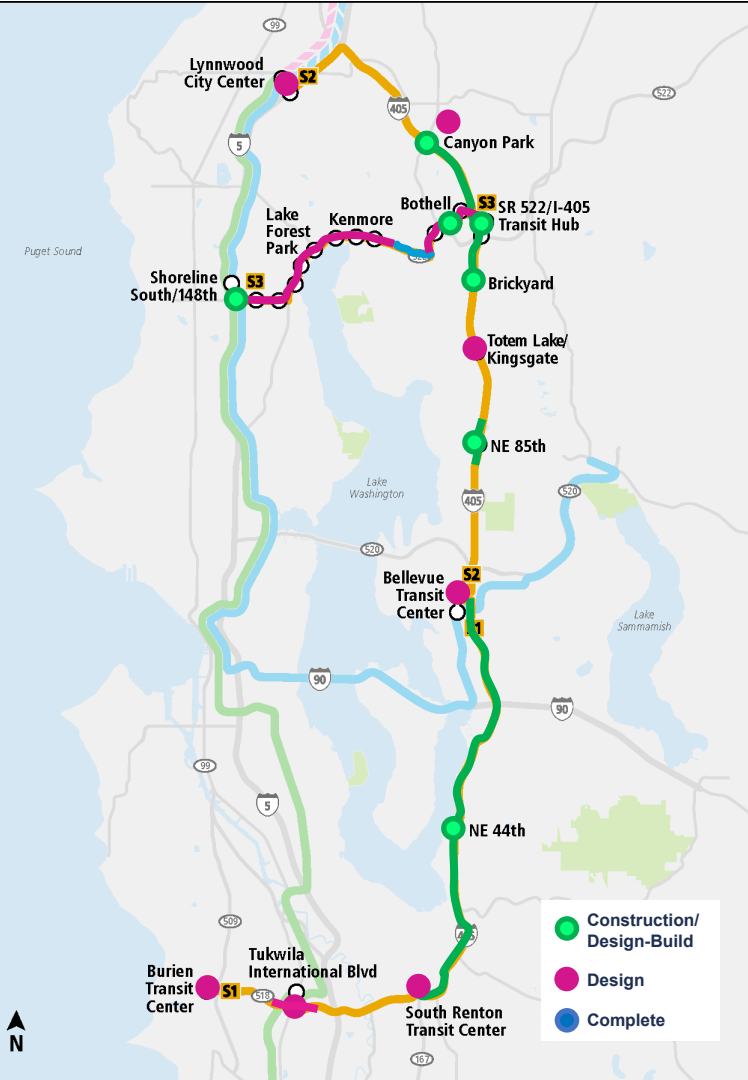 99
Lynnwood
City Center
S2
405
522
5
Canyon Park
Bothell
S3
SR 522/I-405
Transit Hub
Lake
Forest
Park
Kenmore
Puget Sound
Shoreline
South/148th
S3
Brickyard
Totem Lake/
Kingsgate
NE 85th
Lake
Washington
405
520
520
S2
Bellevue
Transit
Center
1
Lake
Sammamish
90
90
99
5
NE 44th
509
Tukwila
International Blvd
Burien
Transit
Center
S1
518
South Renton
Transit Center
167
N
Construction/
Design-Build
Design
Complete